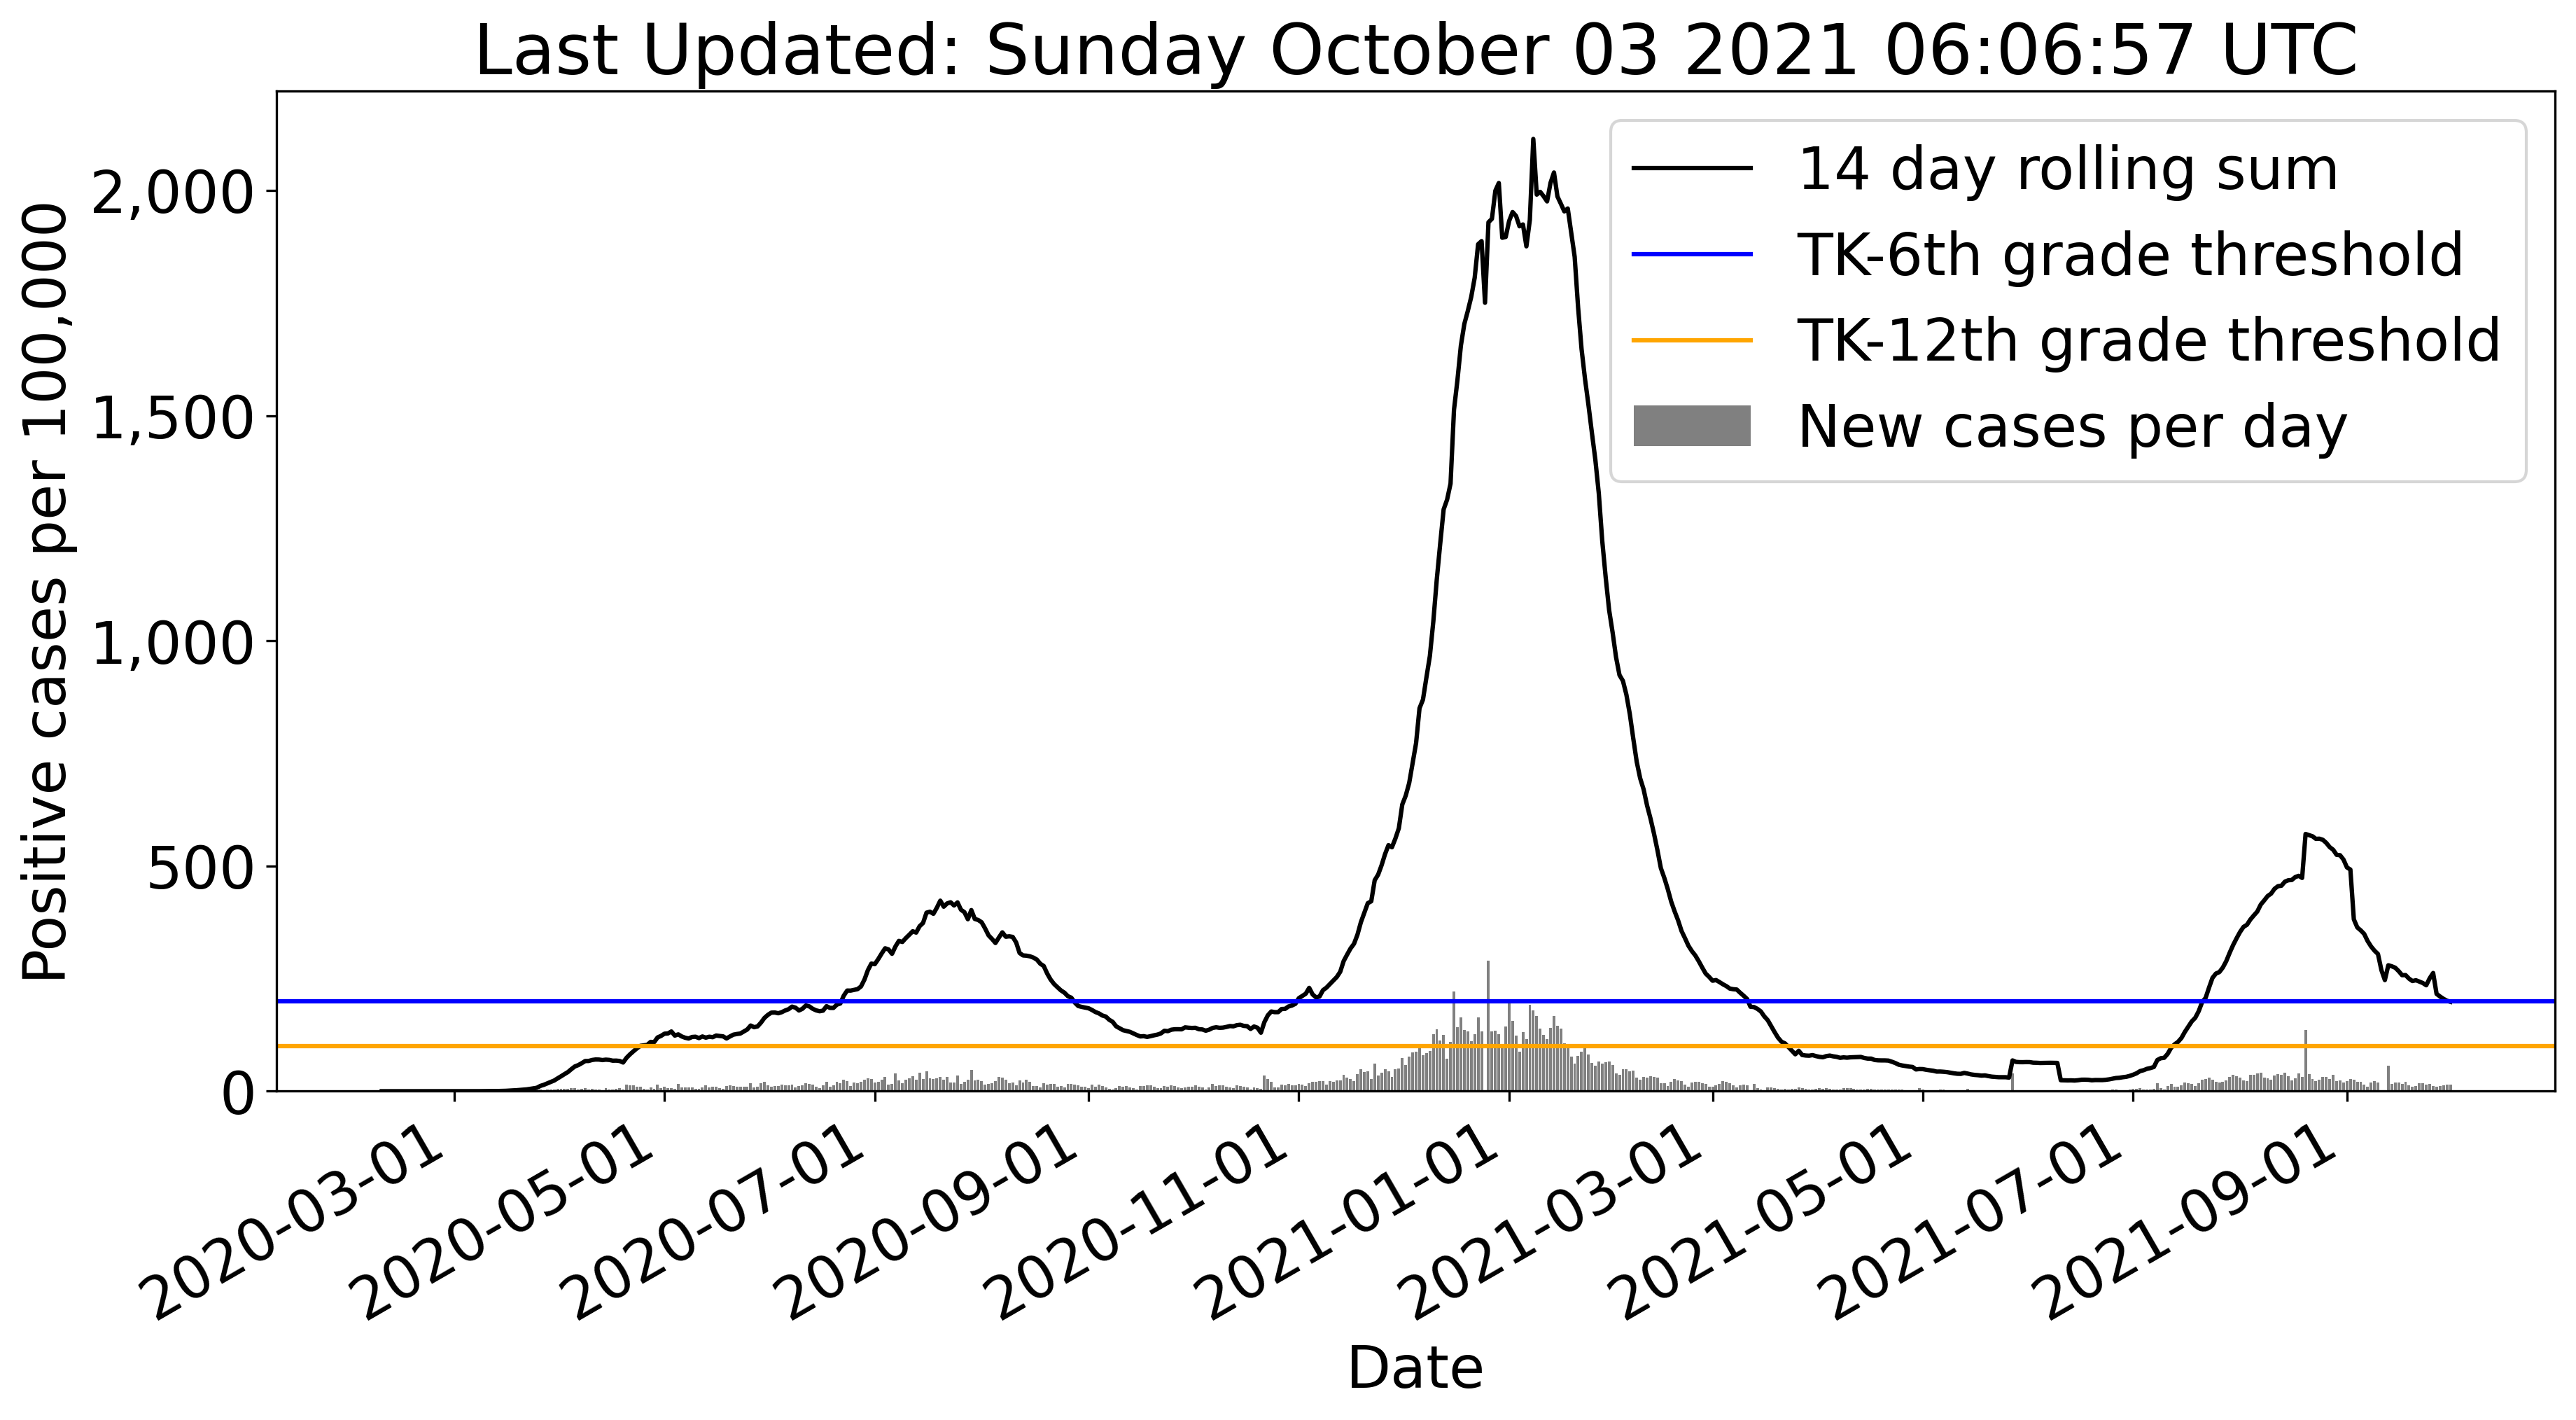 Last Updated: Sunday October 03 2021 06:06:57 UTC
Positive cases per 100,000
2,000
1,500
1,000
500
0
14 day rolling sum
TK-6th grade threshold
TK-12th grade threshold
New cases per day
2020-03-01
2020-05-01
2020-07-01
2020-09-01
2020-11-01
2021-01-01
2021-03-01
2021-05-01
2021-07-01
2021-09-01
Date